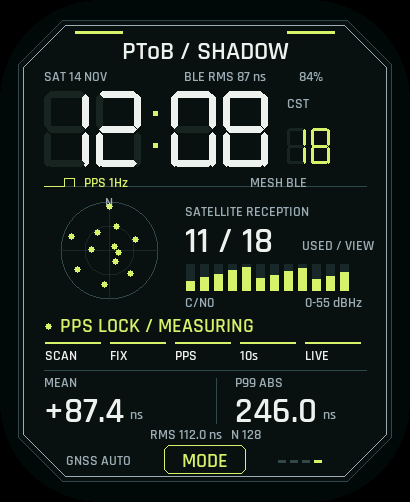 PToB / SHADOW
SAT 14 NOV BLE RMS 87 ns 84%
12:08 CST 18
PPS 1Hz MESH BLE
N
SATELLITE RECEPTION
11 / 18 USED / VIEW
C/NO 0-55 dBHz
PPS LOCK / MEASURING
SCAN FIX PPS 10s LIVE
MEAN P99 ABS
+87.4 ns 246.0 ns
RMS 112.0 ns N 128
GNSS AUTO MODE